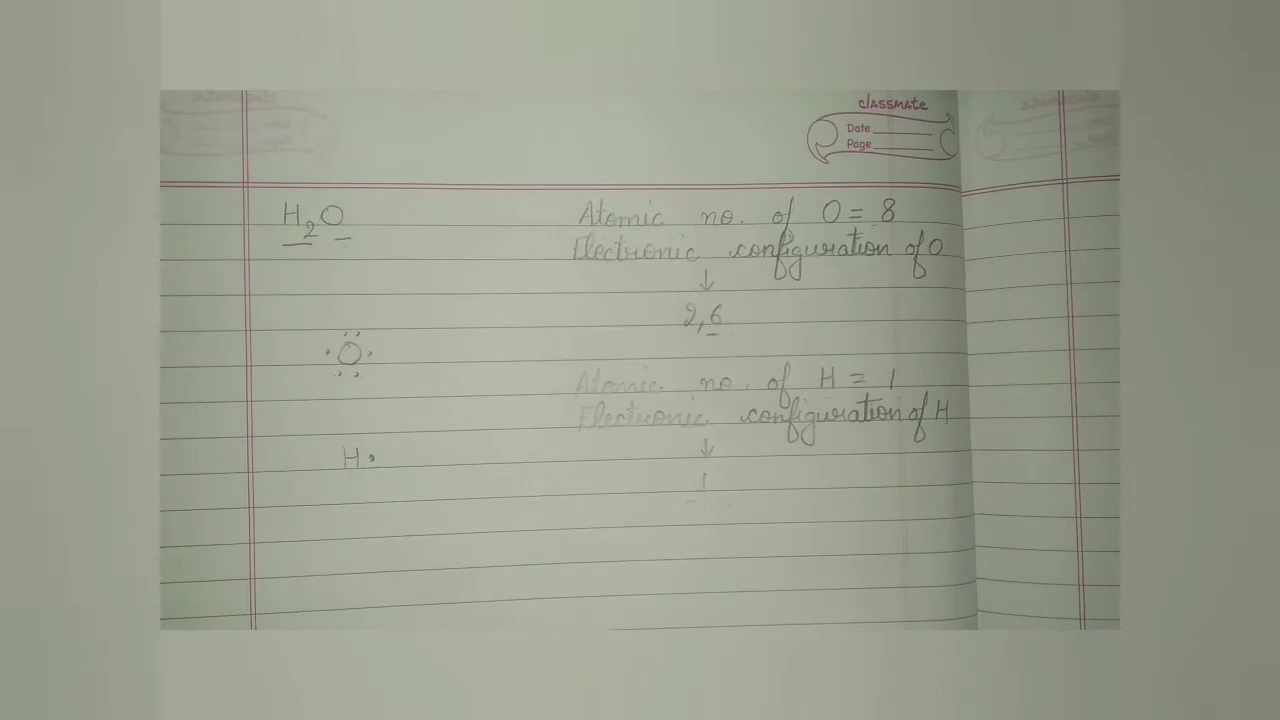 classmate
Date
Page
H2O
Atomic no. of O = 8
Electronic configuration of O
↓
2,6
O
Atomic no. of H = 1
Electronic configuration of H
↓
H
1